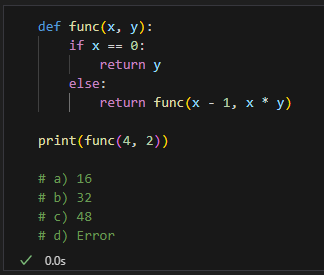 def func(x, y):
    if x == 0:
        return y
    else:
        return func(x - 1, x * y)

print(func(4, 2))

# a) 16
# b) 32
# c) 48
# d) Error
0.0s